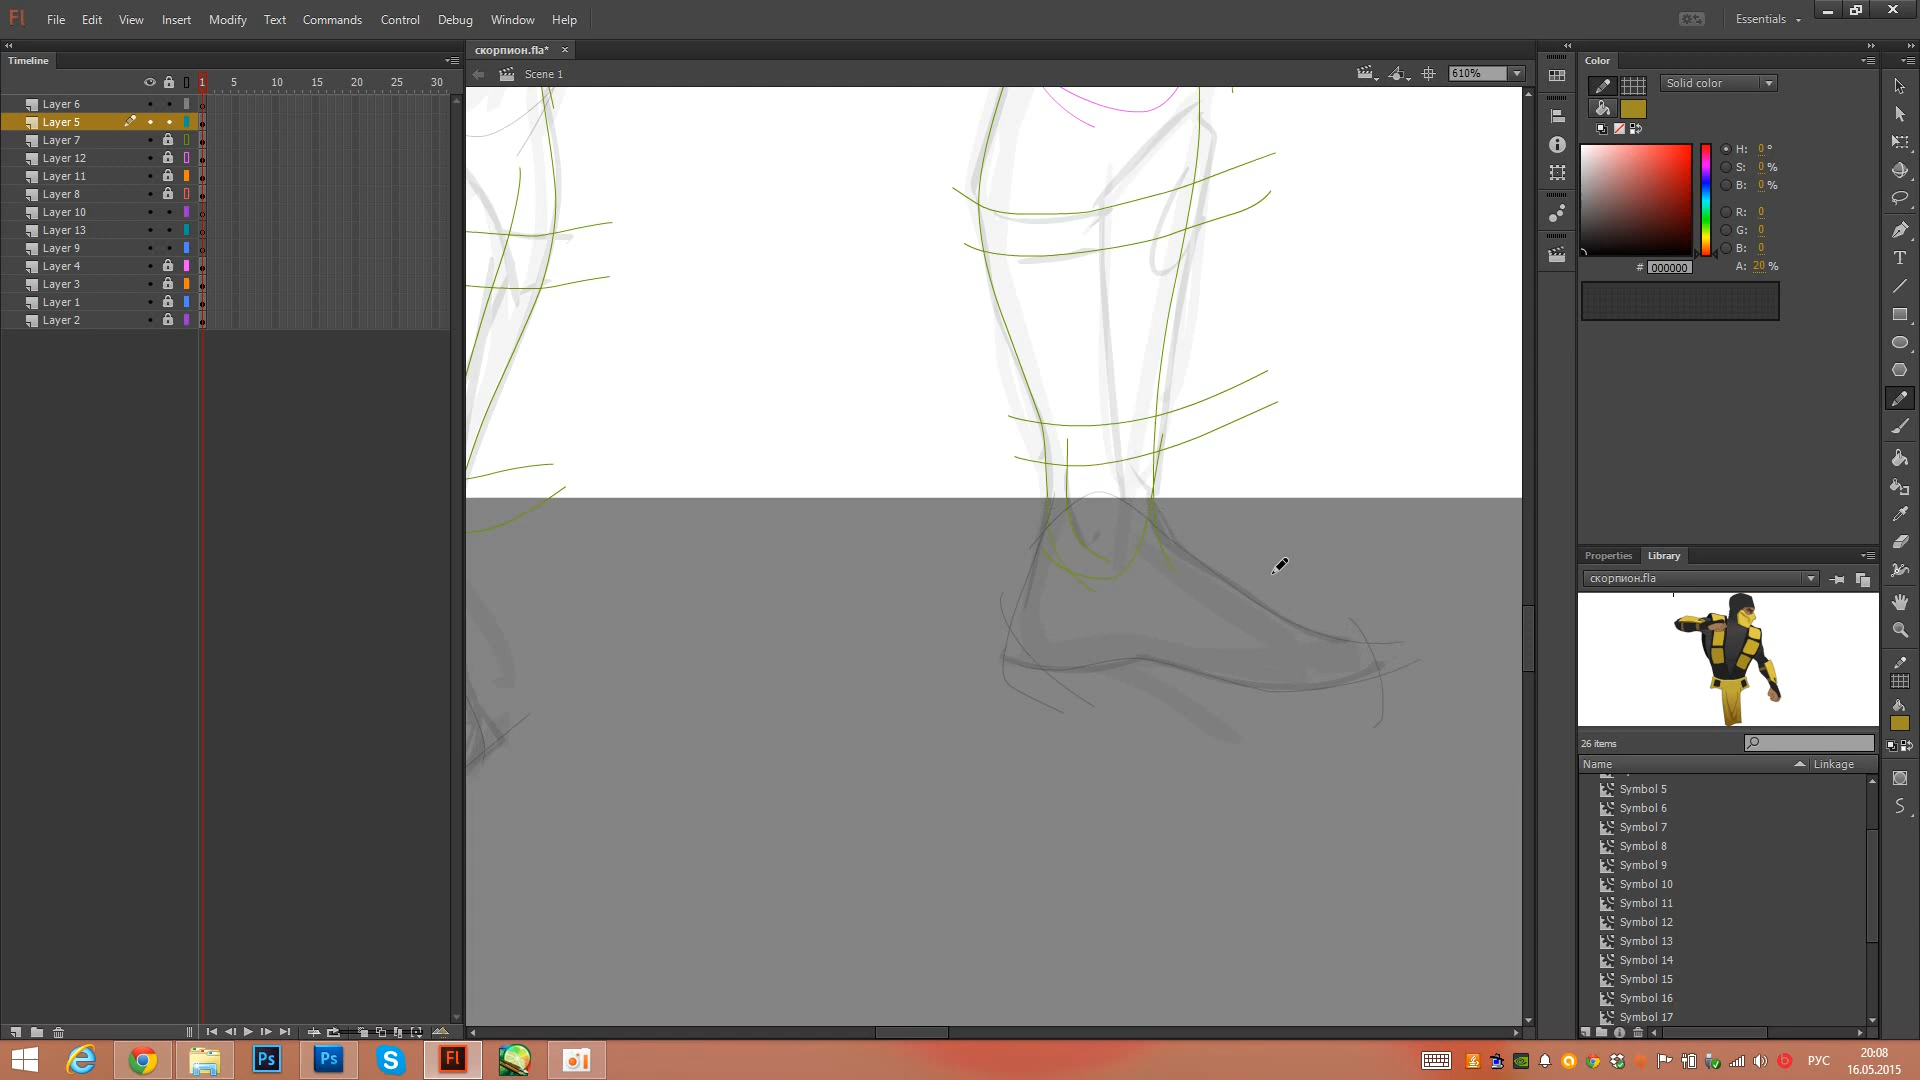 Fl File Edit View Insert Modify Text Commands Control Debug Window Help Essentials
Timeline
скорпион.fla*
Scene 1
610%
1 5 10 15 20 25 30
Layer 6
Layer 5
Layer 7
Layer 12
Layer 11
Layer 8
Layer 10
Layer 13
Layer 9
Layer 4
Layer 3
Layer 1
Layer 2
Color
Solid color
H: 0 °
S: 0 %
B: 0 %
R: 0
G: 0
B: 0
# 000000 A: 20 %
Properties Library
скорпион.fla
26 items
Name Linkage
Symbol 5
Symbol 6
Symbol 7
Symbol 8
Symbol 9
Symbol 10
Symbol 11
Symbol 12
Symbol 13
Symbol 14
Symbol 15
Symbol 16
Symbol 17
Ps Ps S Fl
РУС
20:08
16.05.2015